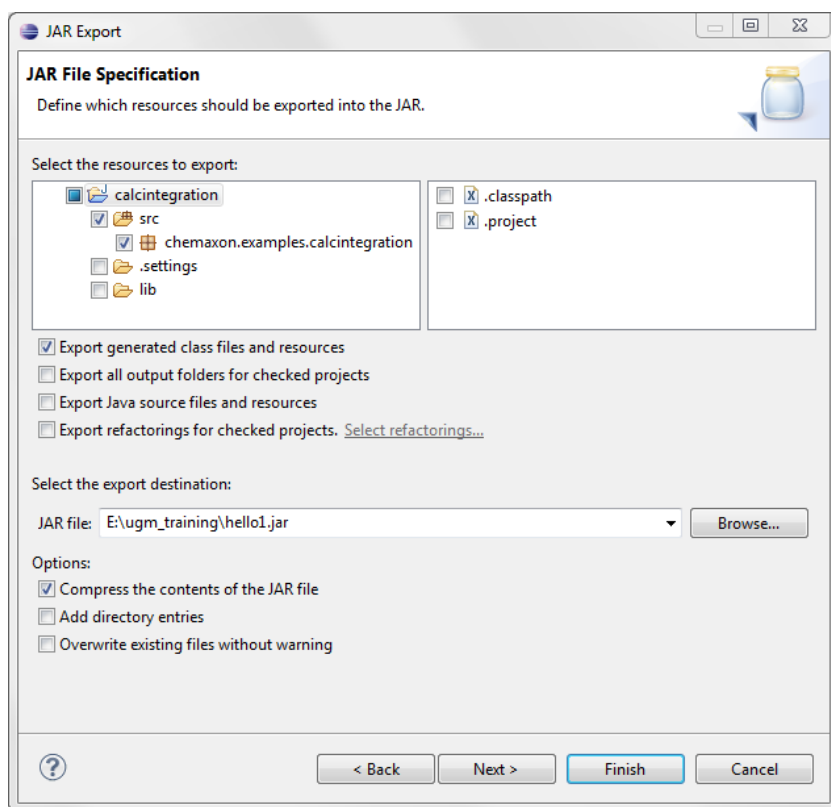 JAR Export
JAR File Specification
Define which resources should be exported into the JAR.
Select the resources to export:
calcintegration
src
chemaxon.examples.calcintegration
.settings
lib
.classpath
.project
Export generated class files and resources
Export all output folders for checked projects
Export Java source files and resources
Export refactorings for checked projects. Select refactorings...
Select the export destination:
JAR file: E:\ugm_training\hello1.jar Browse...
Options:
Compress the contents of the JAR file
Add directory entries
Overwrite existing files without warning
? < Back Next > Finish Cancel